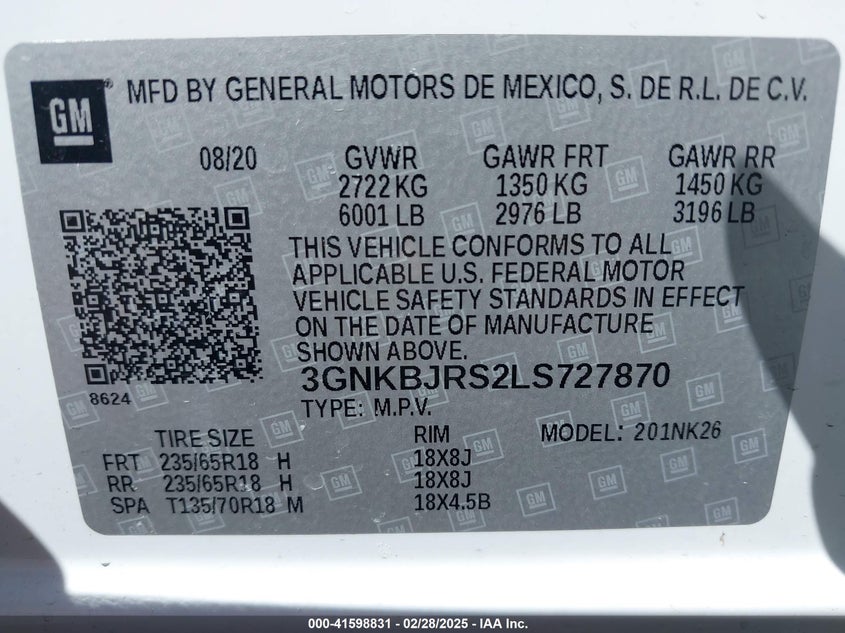 GM
MFD BY GENERAL MOTORS DE MEXICO, S. DE R.L. DE C.V.
08/20 GVWR GAWR FRT GAWR RR
2722 KG 1350 KG 1450 KG
6001 LB 2976 LB 3196 LB
THIS VEHICLE CONFORMS TO ALL
APPLICABLE U.S. FEDERAL MOTOR
VEHICLE SAFETY STANDARDS IN EFFECT
ON THE DATE OF MANUFACTURE
SHOWN ABOVE.
3GNKBJRS2LS727870
8624
TYPE: M.P.V.
TIRE SIZE RIM MODEL: 201NK26
FRT 235/65R18 H 18X8J
RR 235/65R18 H 18X8J
SPA T135/70R18 M 18X4.5B
000-41598831 / 02/28/2025 - IAA Inc.